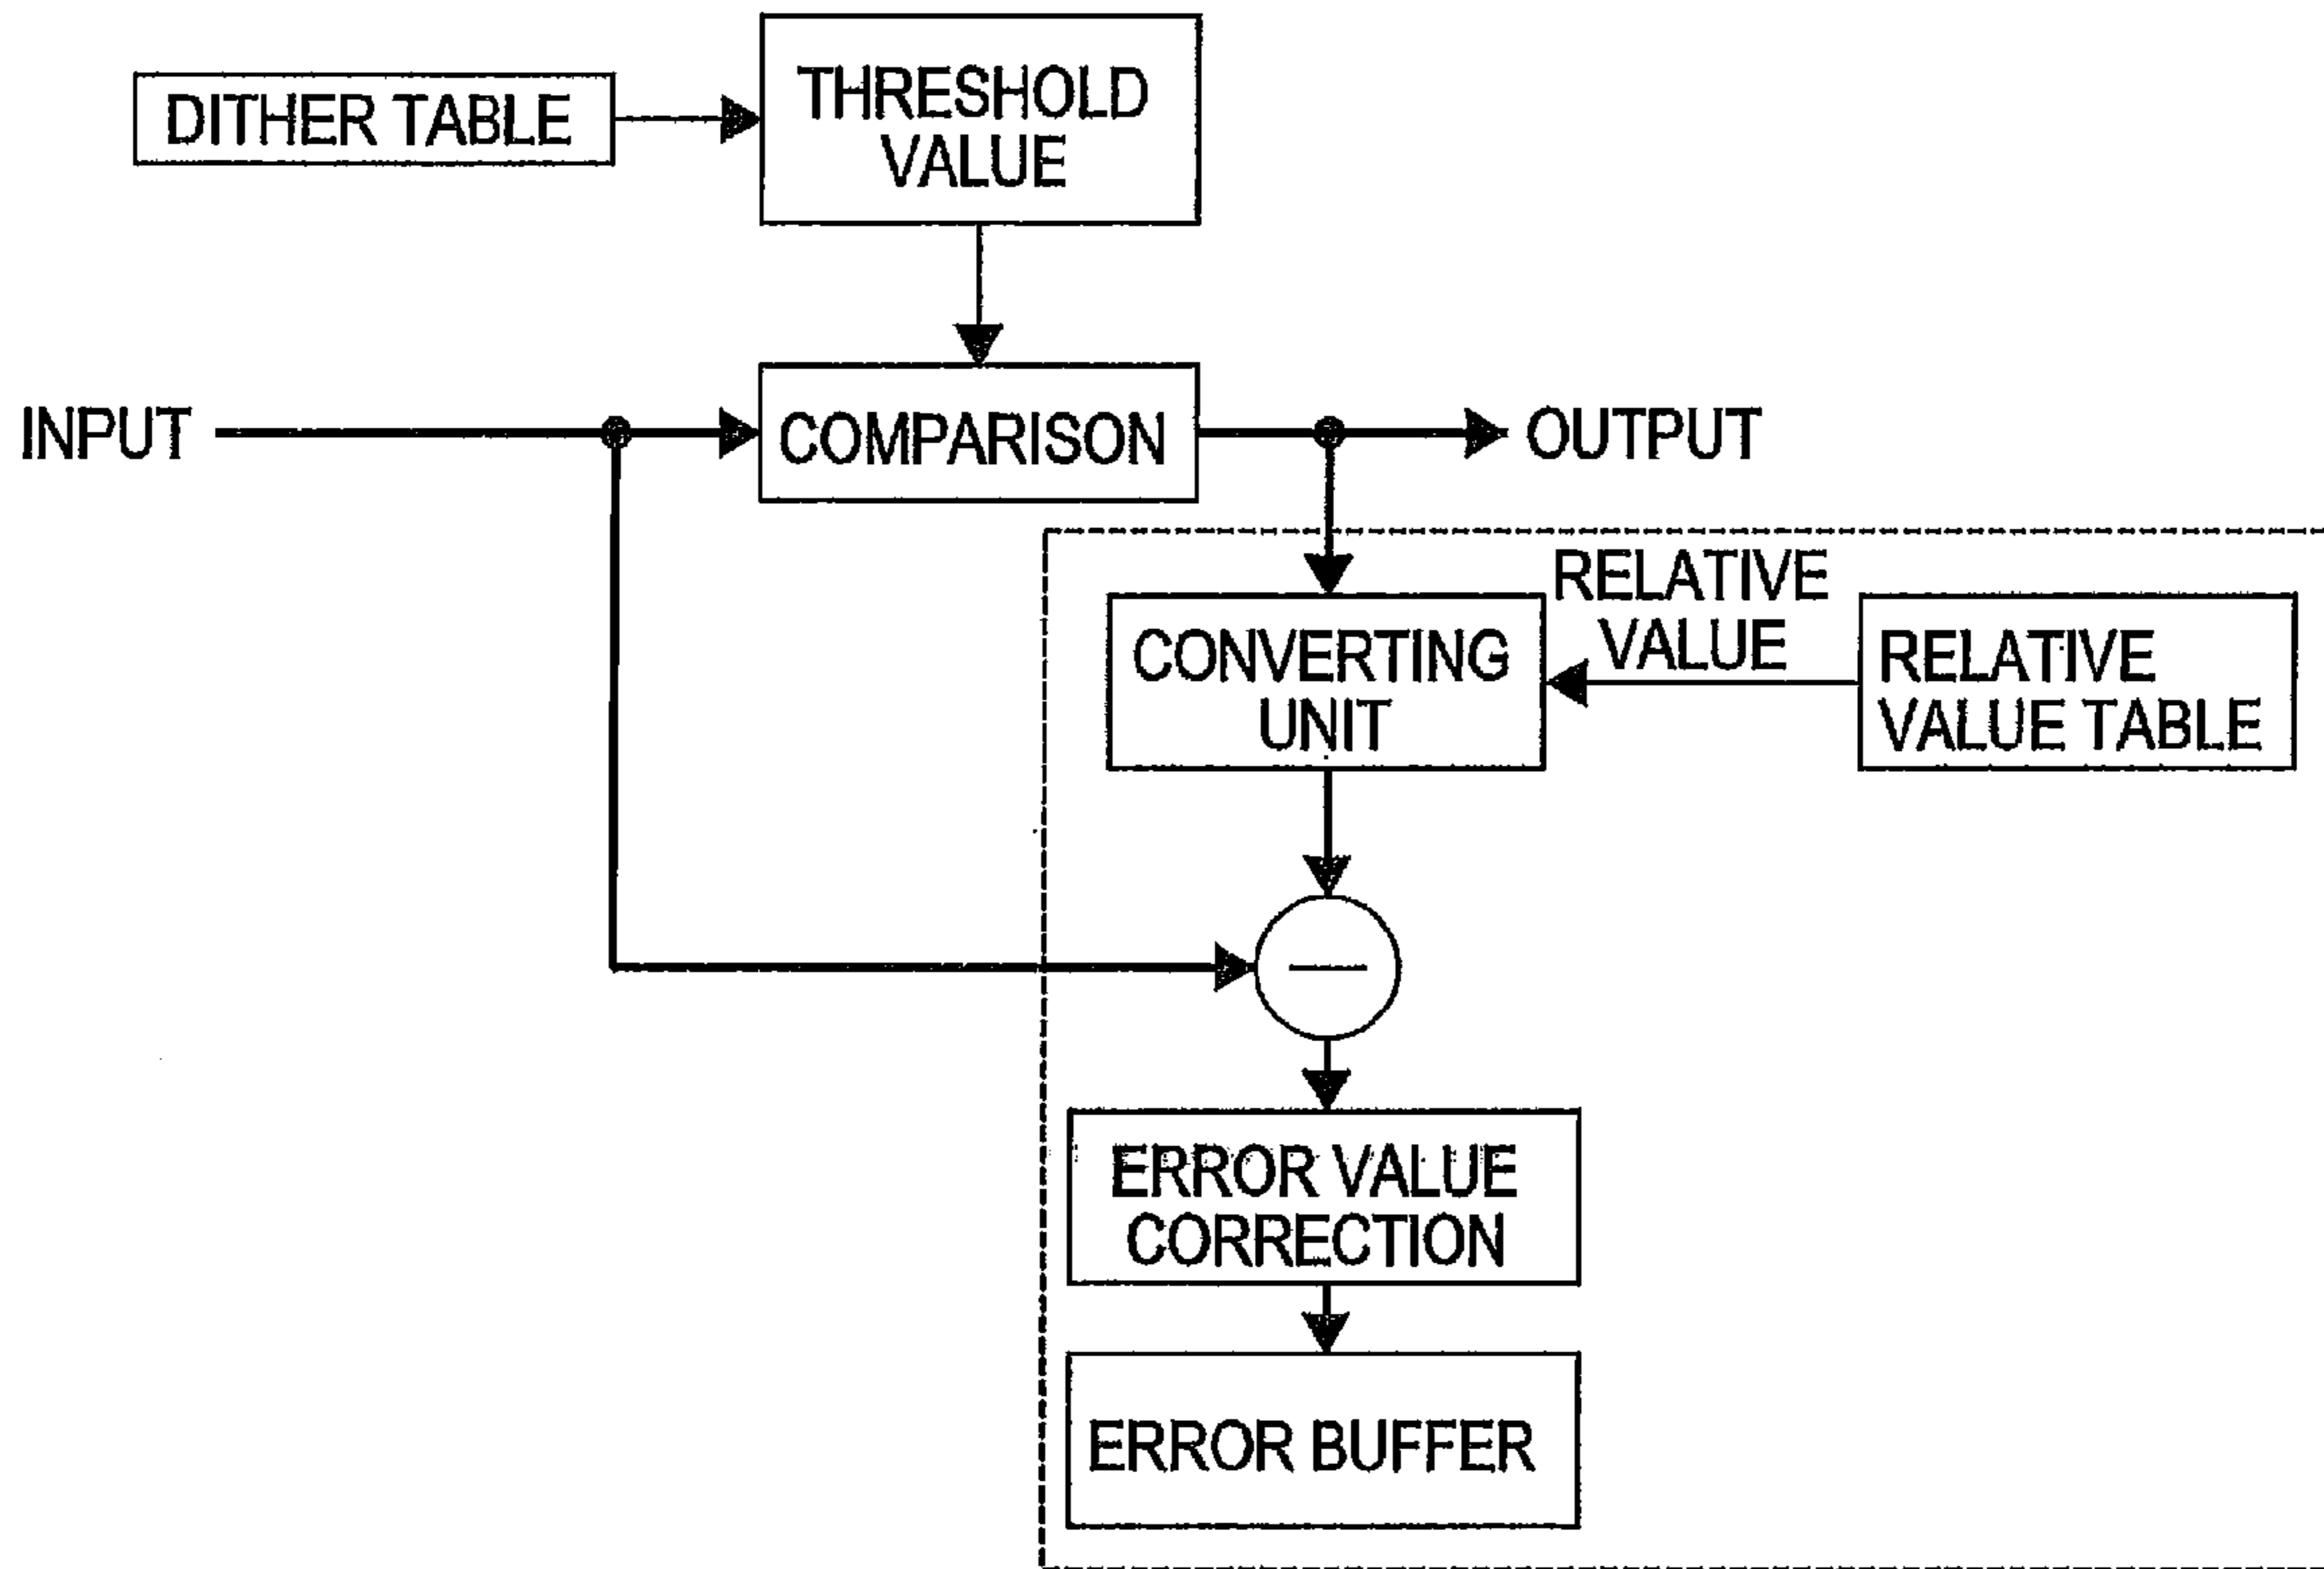 THRESHOLD
VALUE
DITHER TABLE
INPUT
COMPARISON
OUTPUT
RELATIVE
VALUE
CONVERTING
UNIT
RELATIVE
VALUE TABLE
ERROR VALUE
CORRECTION
ERROR BUFFER